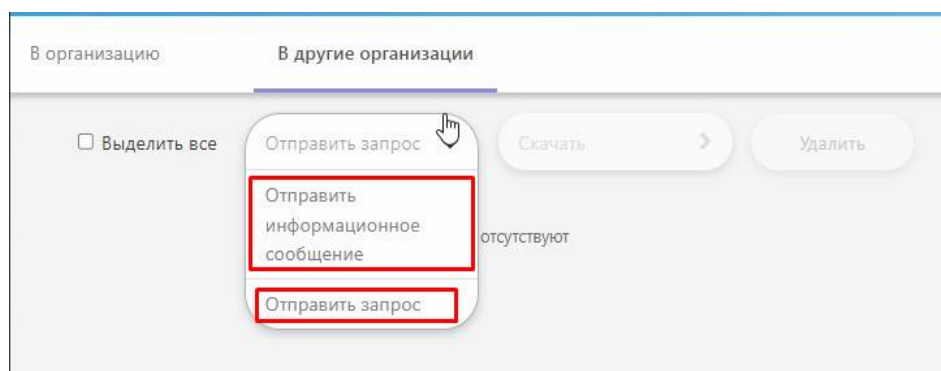 В организацию
В другие организации
Выделить все
Отправить запрос
Скачать
Удалить
Отправить
информационное
сообщение
отсутствуют
Отправить запрос